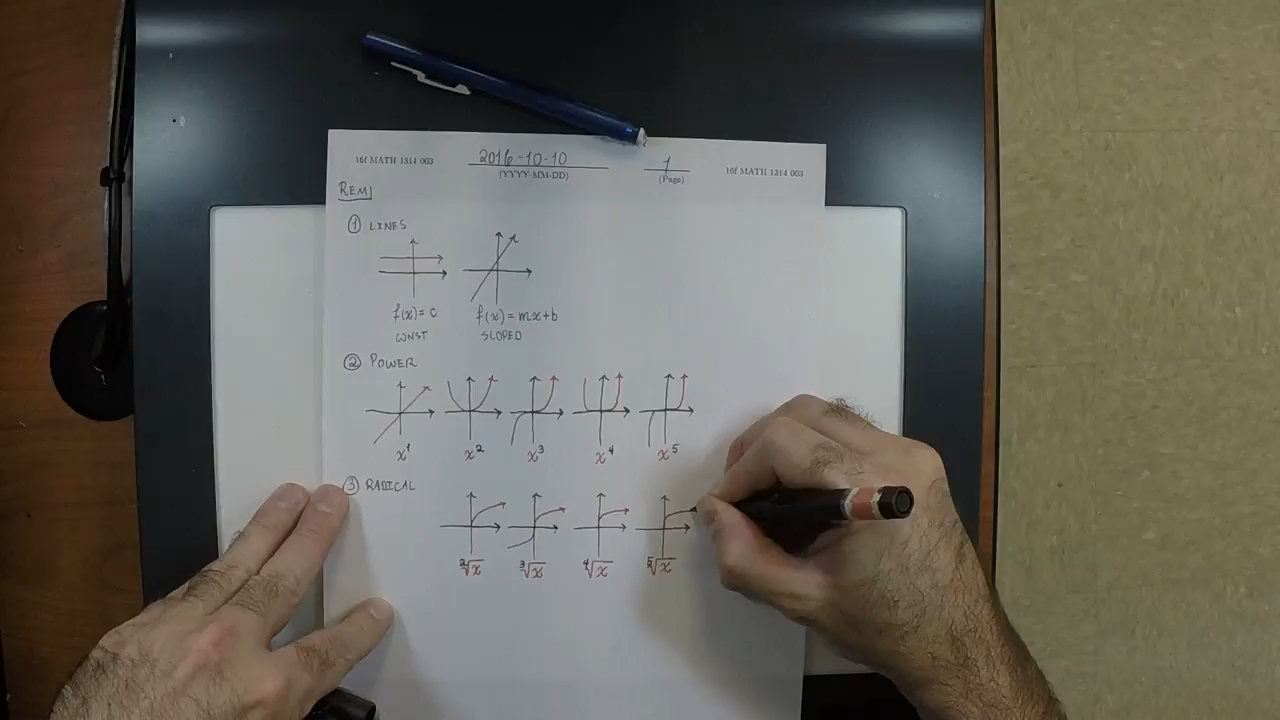 16f MATH 1314 003 2016-10-10 1 16f MATH 1314 003
(YYYY-MM-DD) (Page)
REM
① LINES
f(x) = c f(x) = mx+b
CONST SLOPED
② POWER
x¹ x² x³ x⁴ x⁵
③ RADICAL
²√x ³√x ⁴√x ⁵√x